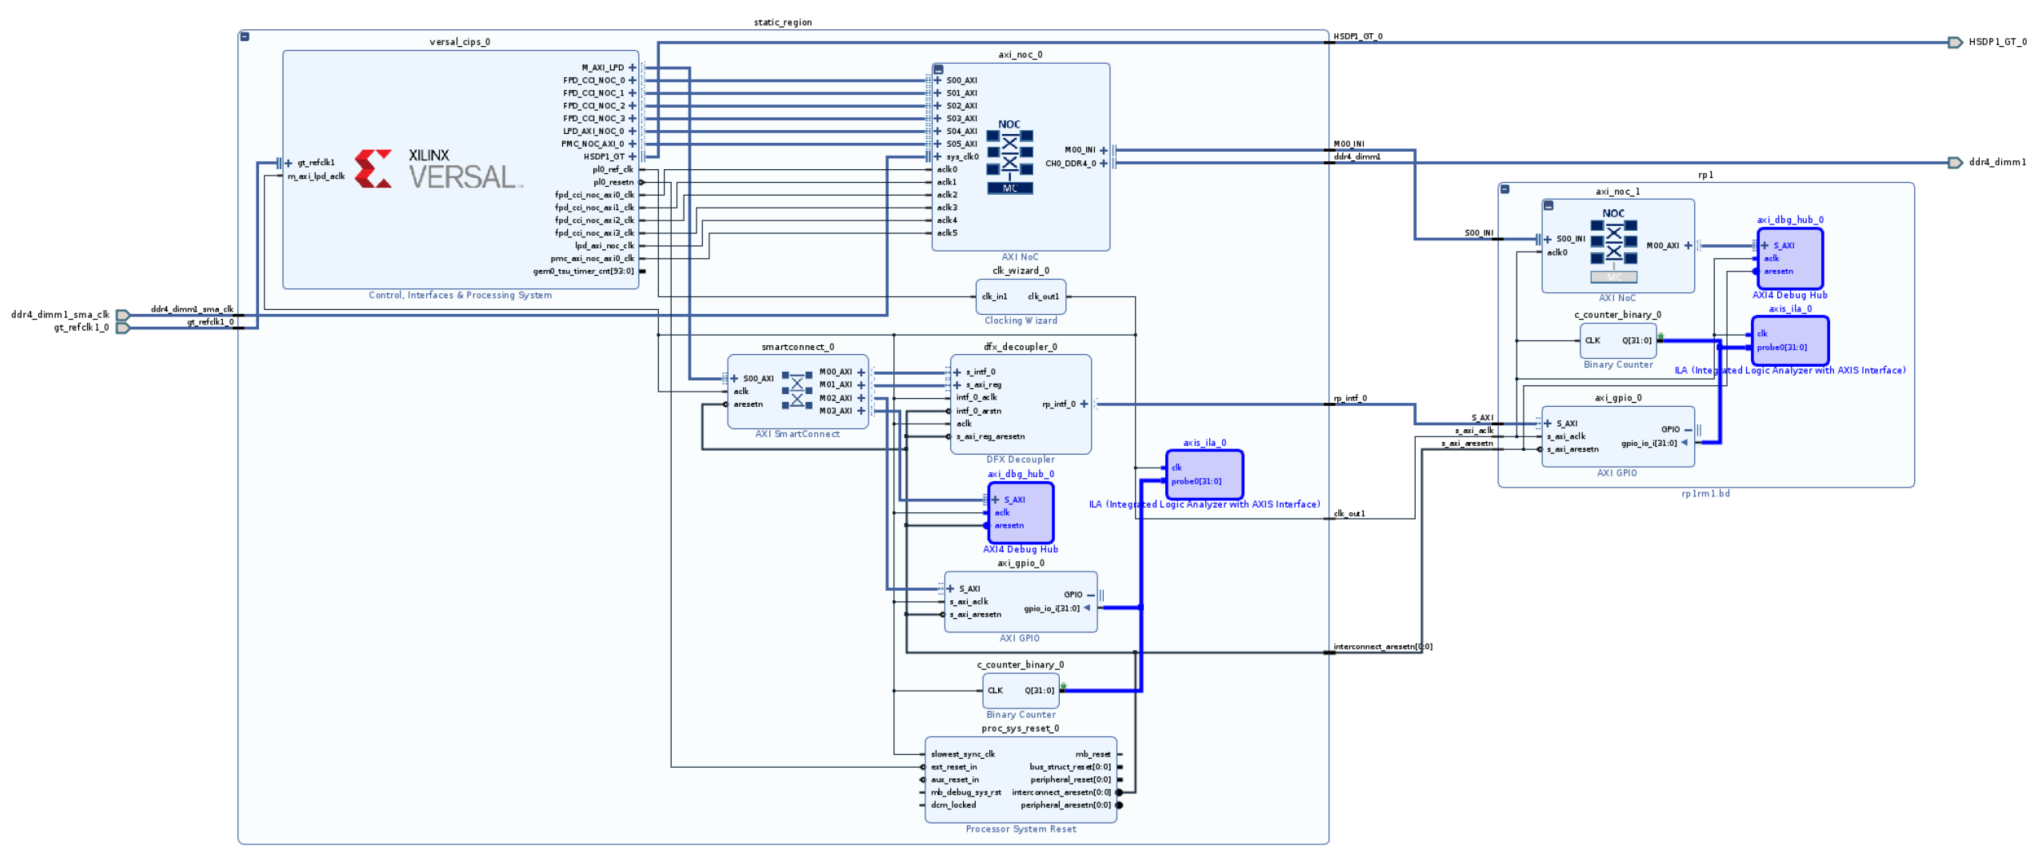 static_region
versal_cips_0
M_AXI_LPD
FPD_CCI_NOC_0
FPD_CCI_NOC_1
FPD_CCI_NOC_2
FPD_CCI_NOC_3
LPD_AXI_NOC_0
PMC_NOC_AXI_0
HSDP1_GT
pl0_ref_clk
pl0_resetn
fpd_cci_noc_axi0_clk
fpd_cci_noc_axi1_clk
fpd_cci_noc_axi2_clk
fpd_cci_noc_axi3_clk
lpd_axi_noc_clk
pmc_axi_noc_axi0_clk
gem0_tsu_timer_cnt[93:0]
gt_refclk1
m_axi_lpd_aclk
XILINX
VERSAL
Control, Interfaces & Processing System
ddr4_dimm1_sma_clk
gt_refclk1_0
ddr4_dimm1_sma_clk
gt_refclk1_0
axi_noc_0
S00_AXI
S01_AXI
S02_AXI
S03_AXI
S04_AXI
S05_AXI
sys_clk0
aclk0
aclk1
aclk2
aclk3
aclk4
aclk5
NOC
MC
M00_INI
CH0_DDR4_0
AXI NoC
clk_wizard_0
clk_in1
clk_out1
Clocking Wizard
smartconnect_0
S00_AXI
aclk
aresetn
M00_AXI
M01_AXI
M02_AXI
M03_AXI
AXI SmartConnect
dfx_decoupler_0
s_intf_0
s_axi_reg
intf_0_aclk
intf_0_arstn
aclk
s_axi_reg_aresetn
rp_intf_0
DFX Decoupler
axi_dbg_hub_0
S_AXI
aclk
aresetn
AXI4 Debug Hub
axis_ila_0
clk
probe0[31:0]
ILA (Integrated Logic Analyzer with AXIS Interface)
axi_gpio_0
S_AXI
s_axi_aclk
s_axi_aresetn
GPIO
gpio_io_i[31:0]
AXI GPIO
c_counter_binary_0
CLK
Q[31:0]
Binary Counter
proc_sys_reset_0
slowest_sync_clk
ext_reset_in
aux_reset_in
mb_debug_sys_rst
dcm_locked
mb_reset
bus_struct_reset[0:0]
peripheral_reset[0:0]
interconnect_aresetn[0:0]
peripheral_aresetn[0:0]
Processor System Reset
HSDP1_GT_0
M00_INI
ddr4_dimm1
rp_intf_0
clk_out1
interconnect_aresetn[0:0]
HSDP1_GT_0
ddr4_dimm1
rp1
S00_INI
S_AXI
s_axi_aclk
s_axi_aresetn
axi_noc_1
S00_INI
aclk0
NOC
MC
M00_AXI
AXI NoC
axi_dbg_hub_0
S_AXI
aclk
aresetn
AXI4 Debug Hub
c_counter_binary_0
CLK
Q[31:0]
Binary Counter
axis_ila_0
clk
probe0[31:0]
ILA (Integrated Logic Analyzer with AXIS Interface)
axi_gpio_0
S_AXI
s_axi_aclk
s_axi_aresetn
GPIO
gpio_io_i[31:0]
AXI GPIO
rp1rm1.bd